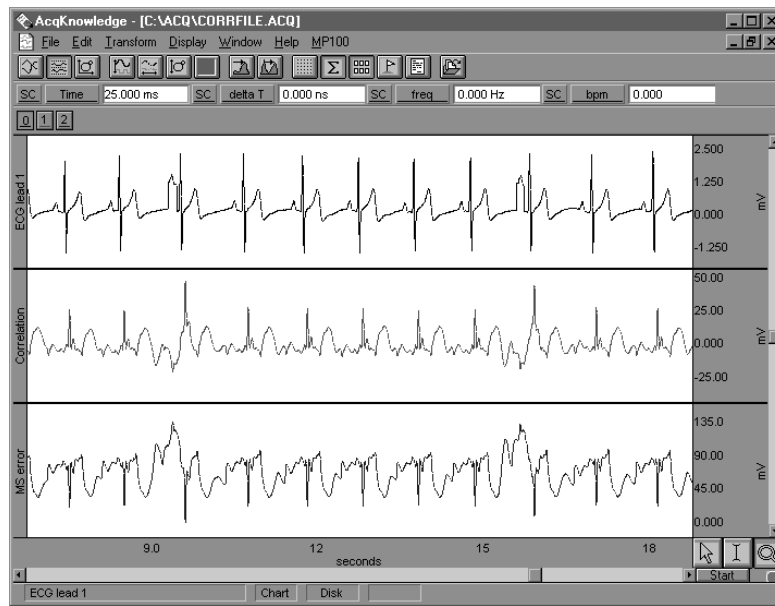 AcqKnowledge - [C:\ACQ\CORRFILE.ACQ]
File Edit Transform Display Window Help MP100
SC Time 25.000 ms SC delta T 0.000 ns SC freq 0.000 Hz SC bpm 0.000
0 1 2
ECG lead 1
2.500
1.250
0.000
-1.250
mV
Correlation
50.00
25.00
0.000
-25.00
mV
MS error
135.0
90.00
45.00
0.000
mV
9.0 12 15 18
seconds
Start
ECG lead 1 Chart Disk